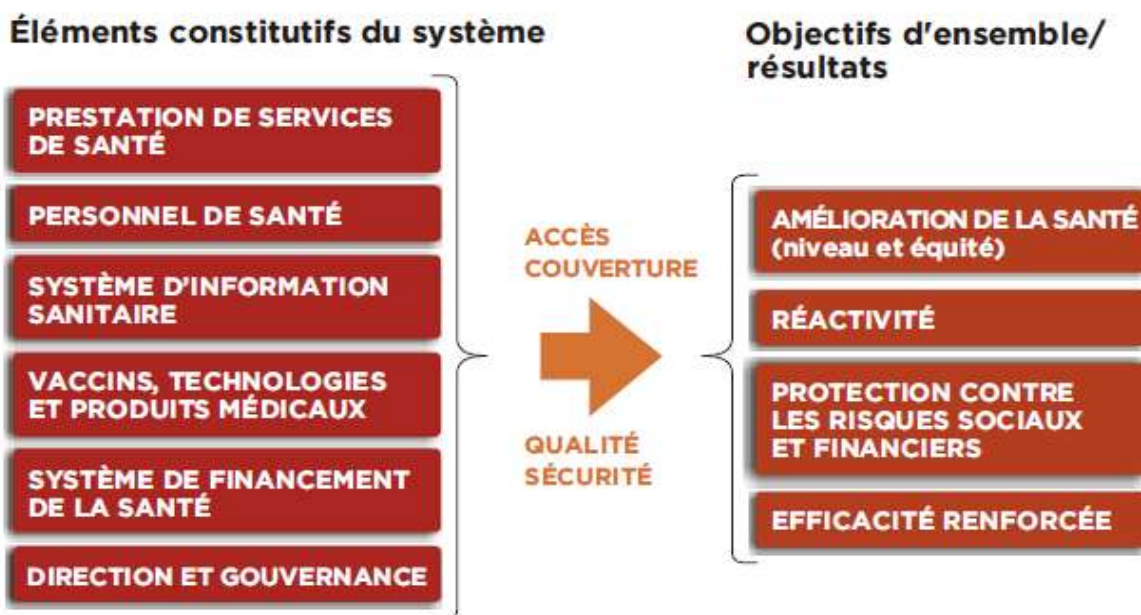 Éléments constitutifs du système
PRESTATION DE SERVICES
DE SANTÉ
PERSONNEL DE SANTÉ
SYSTÈME D'INFORMATION
SANITAIRE
VACCINS, TECHNOLOGIES
ET PRODUITS MÉDICAUX
SYSTÈME DE FINANCEMENT
DE LA SANTÉ
DIRECTION ET GOUVERNANCE
ACCÈS
COUVERTURE
QUALITÉ
SÉCURITÉ
Objectifs d'ensemble/
résultats
AMÉLIORATION DE LA SANTÉ
(niveau et équité)
RÉACTIVITÉ
PROTECTION CONTRE
LES RISQUES SOCIAUX
ET FINANCIERS
EFFICACITÉ RENFORCÉE